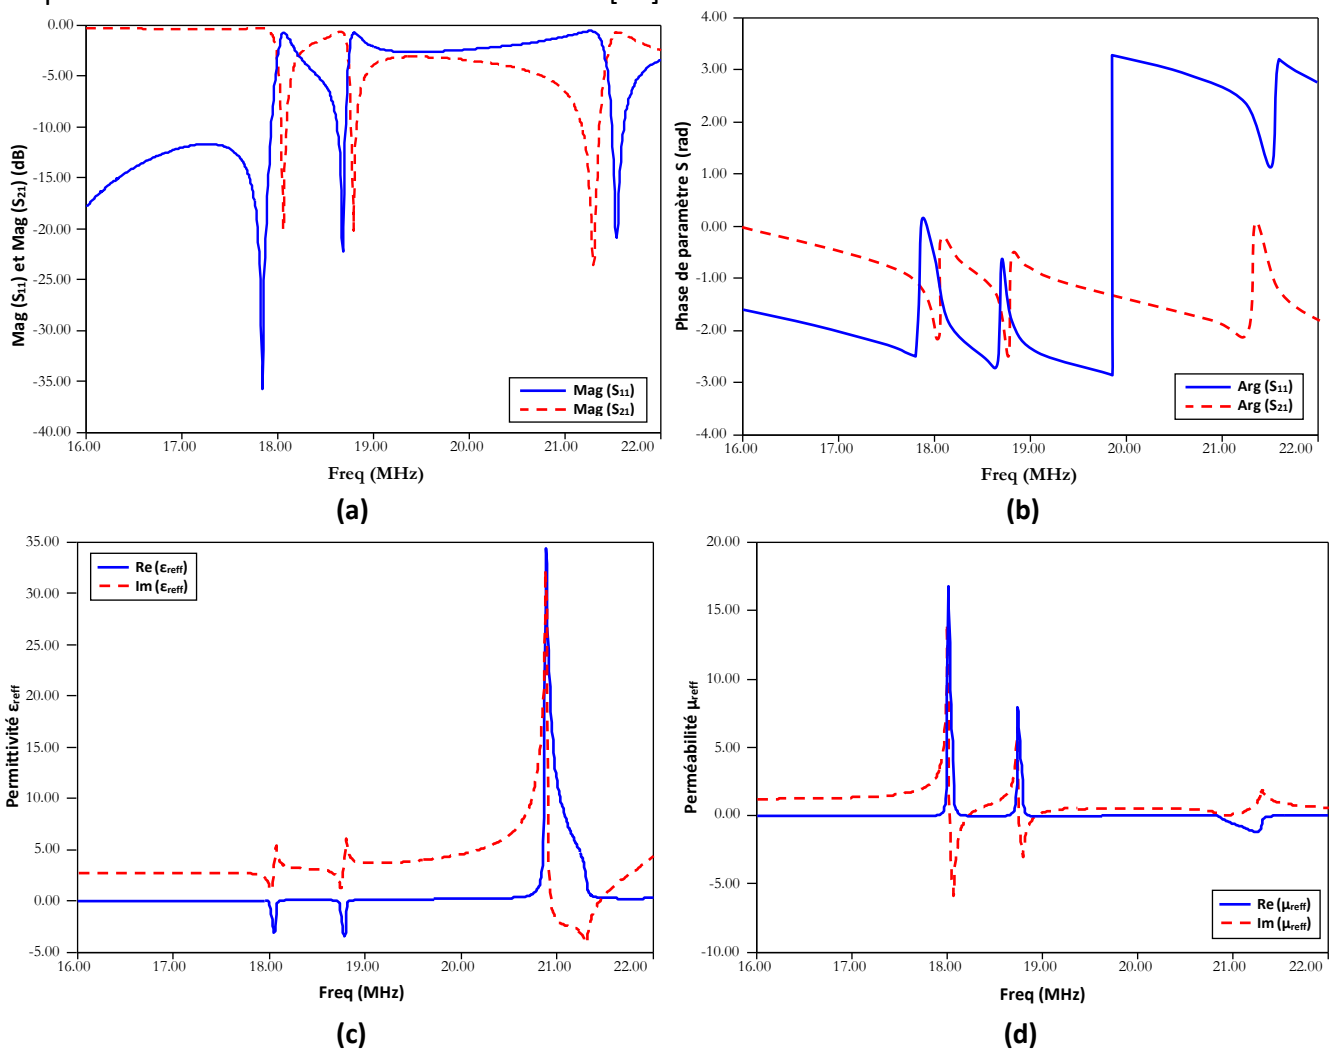 0.00
-5.00
-10.00
-15.00
-20.00
-25.00
-30.00
-35.00
-40.00
Mag (S11) et Mag (S21) (dB)
Mag (S11)
Mag (S21)
16.00 17.00 18.00 19.00 20.00 21.00 22.00
Freq (MHz)
(a)
4.00
3.00
2.00
1.00
0.00
-1.00
-2.00
-3.00
-4.00
Phase de paramètre S (rad)
Arg (S11)
Arg (S21)
16.00 17.00 18.00 19.00 20.00 21.00 22.00
Freq (MHz)
(b)
35.00
30.00
25.00
20.00
15.00
10.00
5.00
0.00
-5.00
Permittivité εreff
Re (εreff)
Im (εreff)
16.00 18.00 19.00 20.00 21.00 22.00
Freq (MHz)
(c)
20.00
15.00
10.00
5.00
0.00
-5.00
-10.00
Perméabilité μreff
Re (μreff)
Im (μreff)
16.00 17.00 18.00 19.00 20.00 21.00 22.00
Freq (MHz)
(d)